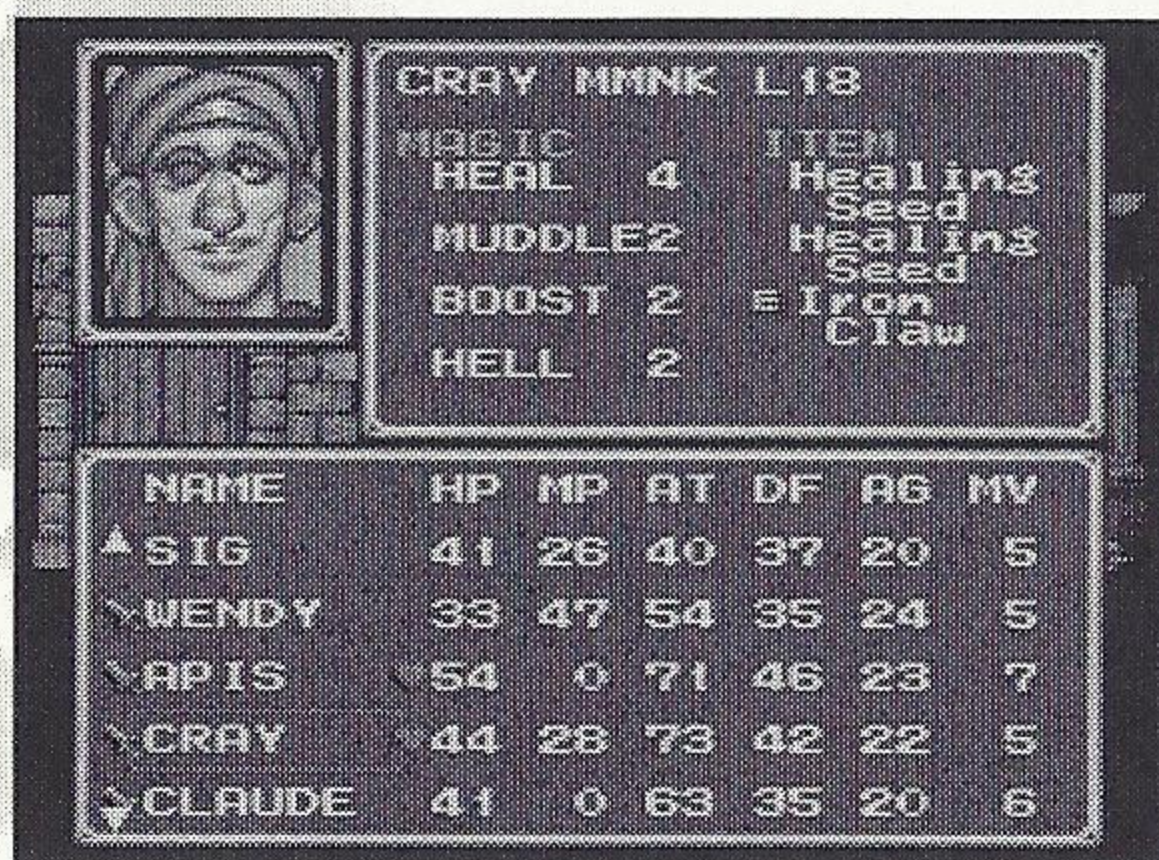 CRAY MMNK L18
MAGIC ITEM
HEAL 4 Healing
Seed
MUDDLE2 Healing
Seed
BOOST 2 E Iron
Claw
HELL 2
NAME HP MP AT DF AG MV
SIG 41 26 40 37 20 5
WENDY 33 47 54 35 24 5
APIS 54 0 71 46 23 7
CRAY 44 28 73 42 22 5
CLAUDE 41 0 63 35 20 6